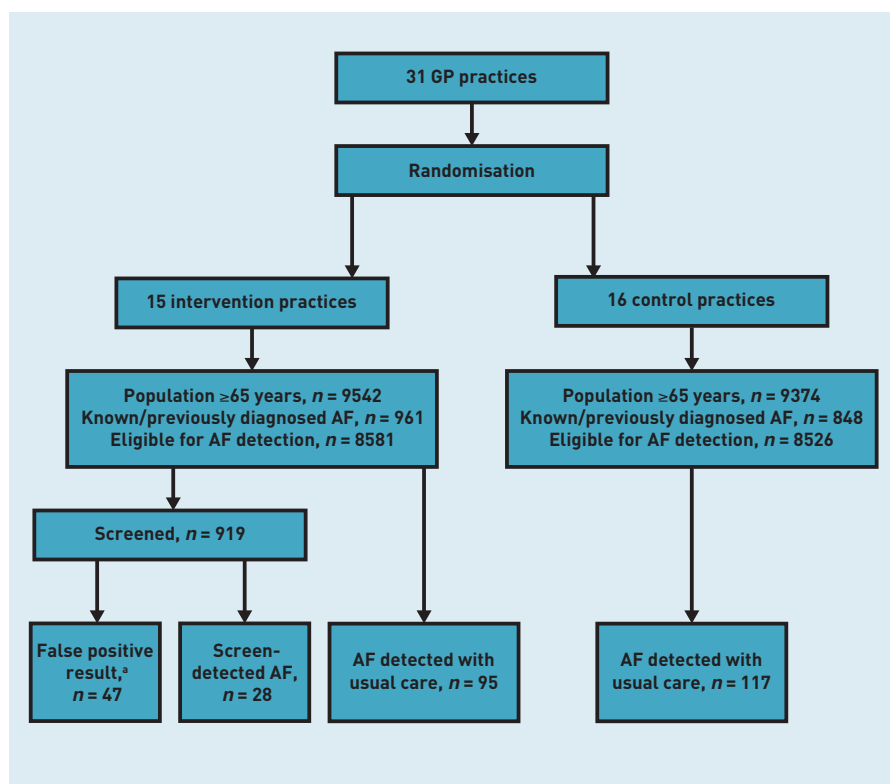 31 GP practices
Randomisation
15 intervention practices
16 control practices
Population ≥65 years, n = 9542
Known/previously diagnosed AF, n = 961
Eligible for AF detection, n = 8581
Population ≥65 years, n = 9374
Known/previously diagnosed AF, n = 848
Eligible for AF detection, n = 8526
Screened, n = 919
False positive
result,ᵃ
n = 47
Screen-
detected AF,
n = 28
AF detected with
usual care, n = 95
AF detected with
usual care, n = 117